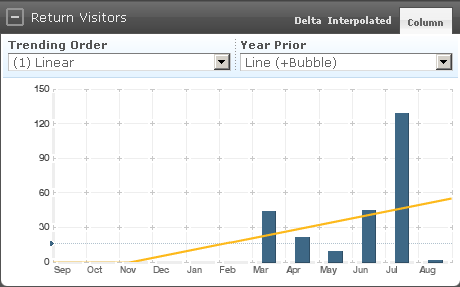 Return Visitors
Delta Interpolated Column
Trending Order
(1) Linear
Year Prior
Line (+Bubble)
150
120
90
60
30
0
Sep Oct Nov Dec Jan Feb Mar Apr May Jun Jul Aug